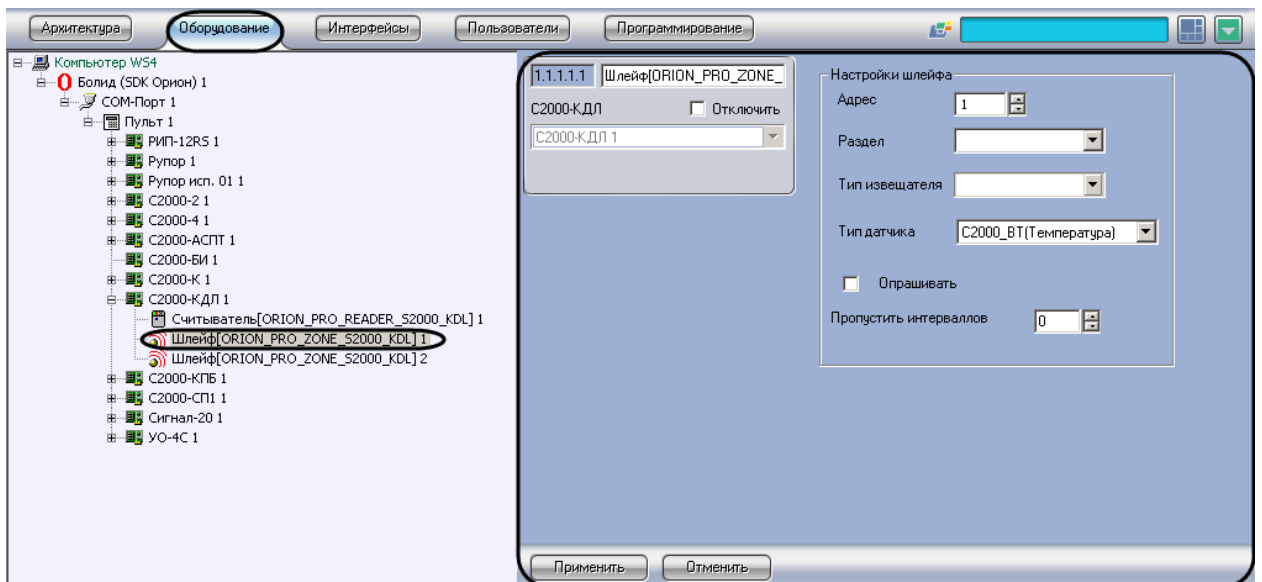 Архитектура Оборудование Интерфейсы Пользователи Программирование
Компьютер WS4
Болид (SDK Орион) 1
COM-Порт 1
Пульт 1
РИП-12RS 1
Рупор 1
Рупор исп. 01 1
С2000-2 1
С2000-4 1
С2000-АСПТ 1
С2000-БИ 1
С2000-К 1
С2000-КДЛ 1
Считыватель[ORION_PRO_READER_S2000_KDL] 1
Шлейф[ORION_PRO_ZONE_S2000_KDL] 1
Шлейф[ORION_PRO_ZONE_S2000_KDL] 2
С2000-КПБ 1
С2000-СП1 1
Сигнал-20 1
УО-4С 1
1.1.1.1.1 Шлейф[ORION_PRO_ZONE_
С2000-КДЛ Отключить
С2000-КДЛ 1
Настройки шлейфа
Адрес 1
Раздел
Тип извещателя
Тип датчика С2000_ВТ(Температура)
Опрашивать
Пропустить интерваллов 0
Применить Отменить